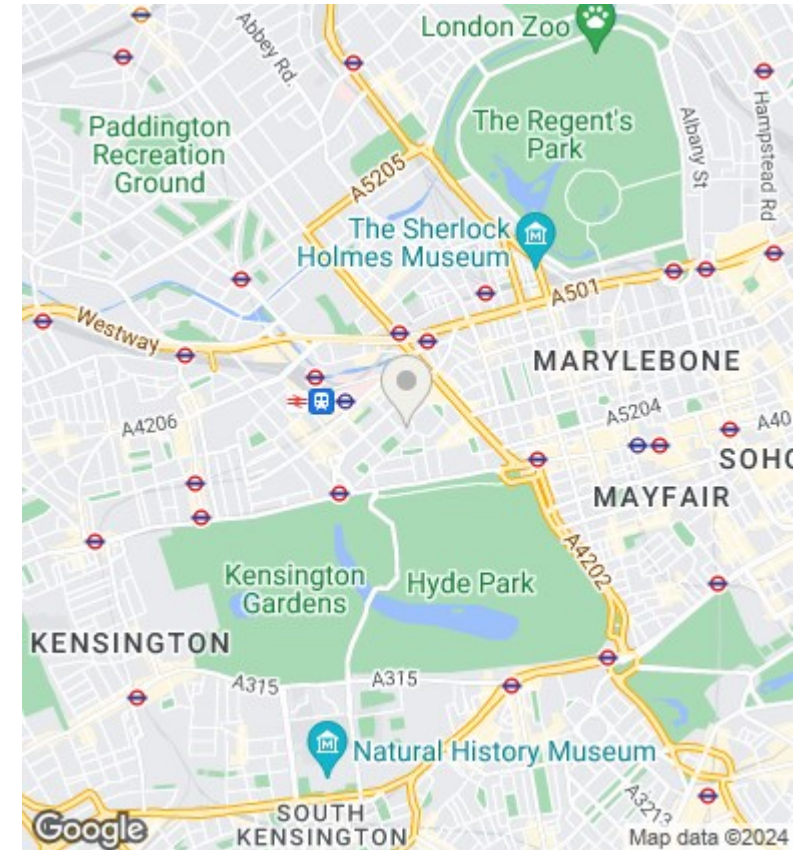 London Zoo
Abbey Rd.
Paddington
Recreation
Ground
The Regent's
Park
Albany St
Hampstead Rd
A5205
The Sherlock
Holmes Museum
A501
Westway
MARYLEBONE
A4206
A5204
A40
SOHO
MAYFAIR
A4202
Kensington
Gardens
Hyde Park
KENSINGTON
A315
A315
Natural History Museum
SOUTH
KENSINGTON
A3213
Google
Map data ©2024